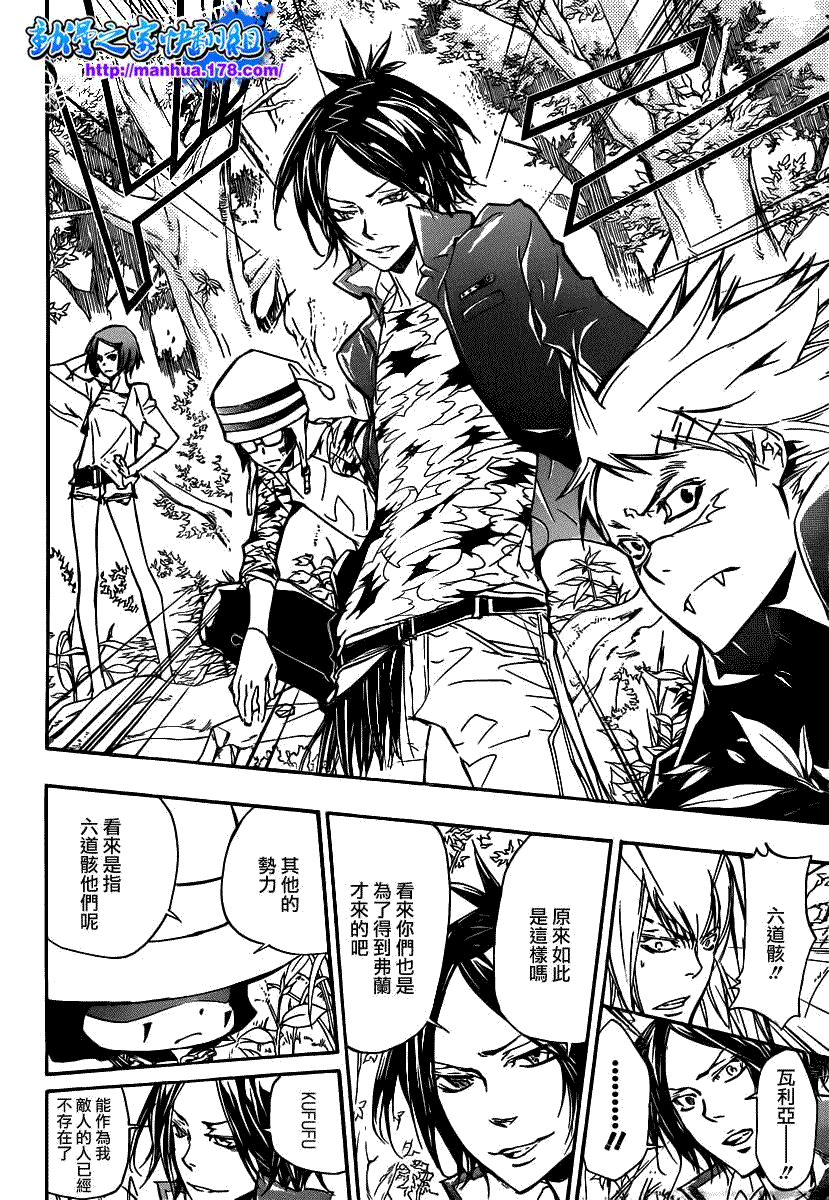 動漫之家汉化组
http://manhua.178.com/
六道骸!!
瓦利亞——!!
原來如此
是這樣嗎
………
看來你們也是
為了得到弗蘭
才來的吧
其他的
勢力
看來是指
六道骸他們呢
KUFUFU
能作為我
敵人的人已經
不存在了